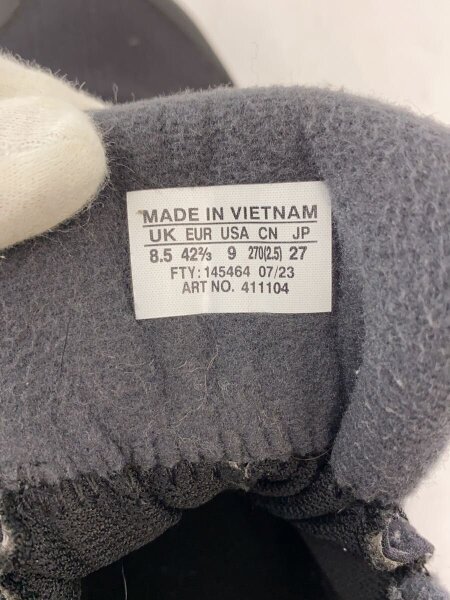 MADE IN VIETNAM
UK EUR USA CN JP
8.5 42⅔ 9 270(2.5) 27
FTY: 145464 07/23
ART NO. 411104